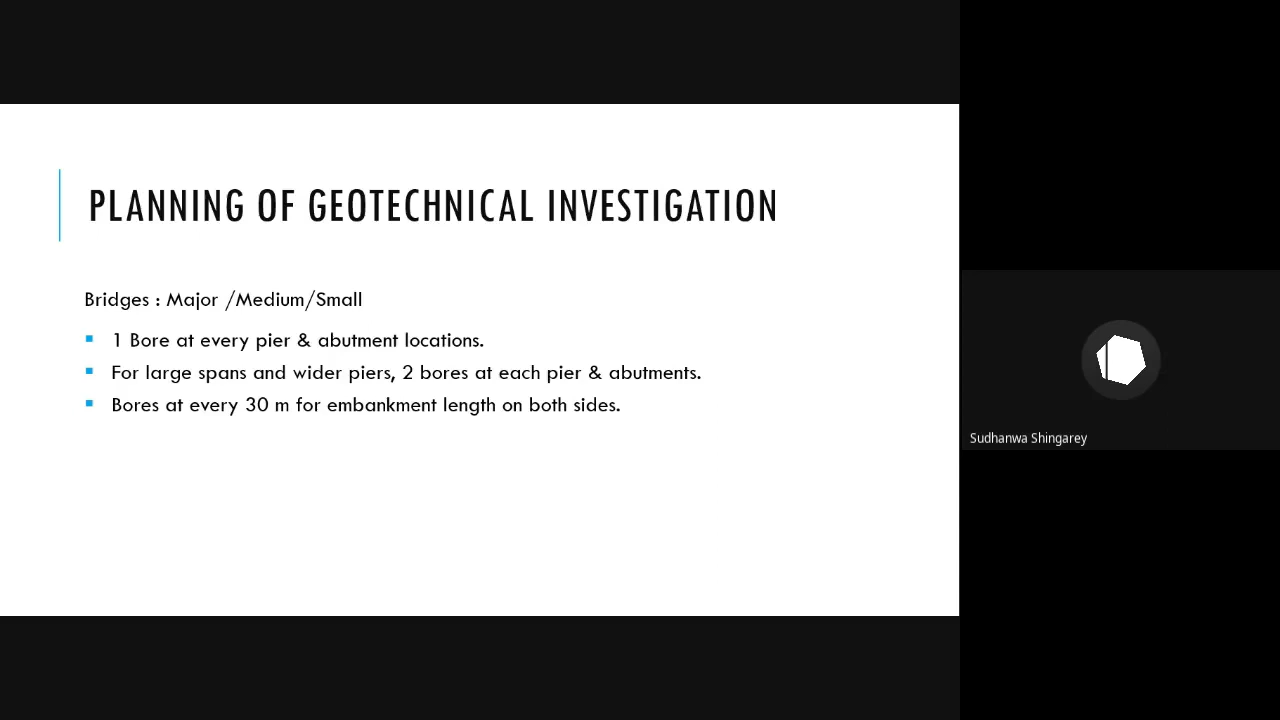 PLANNING OF GEOTECHNICAL INVESTIGATION
Bridges : Major /Medium/Small
▪ 1 Bore at every pier & abutment locations.
▪ For large spans and wider piers, 2 bores at each pier & abutments.
▪ Bores at every 30 m for embankment length on both sides.
Sudhanwa Shingarey